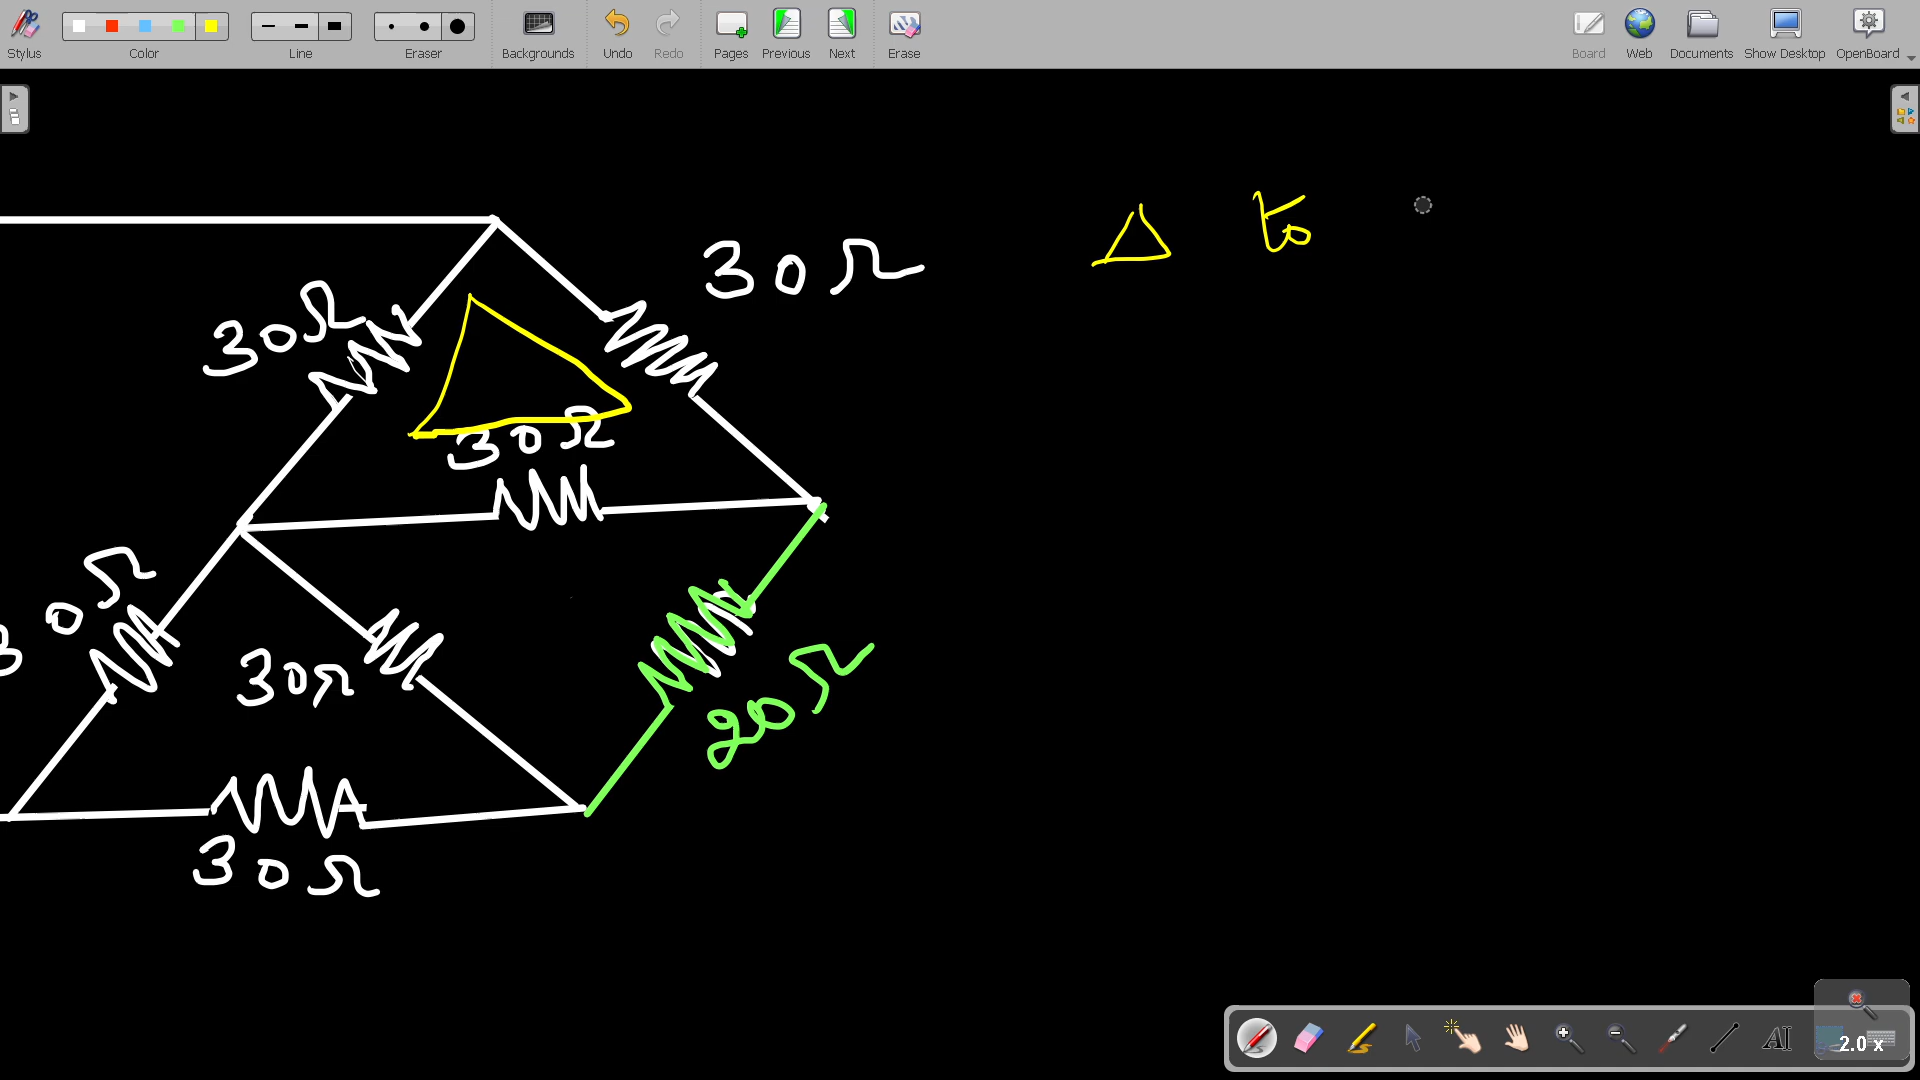 Stylus Color Line Eraser Backgrounds Undo Redo Pages Previous Next Erase Board Web Documents Show Desktop OpenBoard
Δ to
30Ω
30Ω
30Ω
30Ω
30Ω
20Ω
30Ω
AI
2.0 x